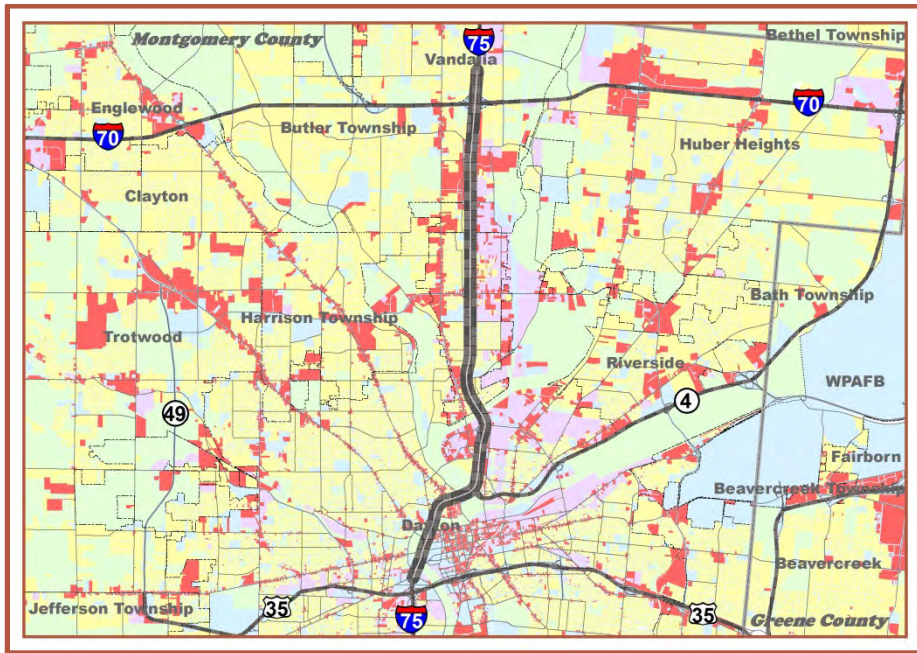 Montgomery County
75
Vandalia
Bethel Township
Englewood
70
Butler Township
70
Huber Heights
Clayton
Bath Township
Harrison Township
Trotwood
Riverside
WPAFB
49
4
Fairborn
Beavercreek Township
Dayton
Beavercreek
Jefferson Township
35
75
35
Greene County